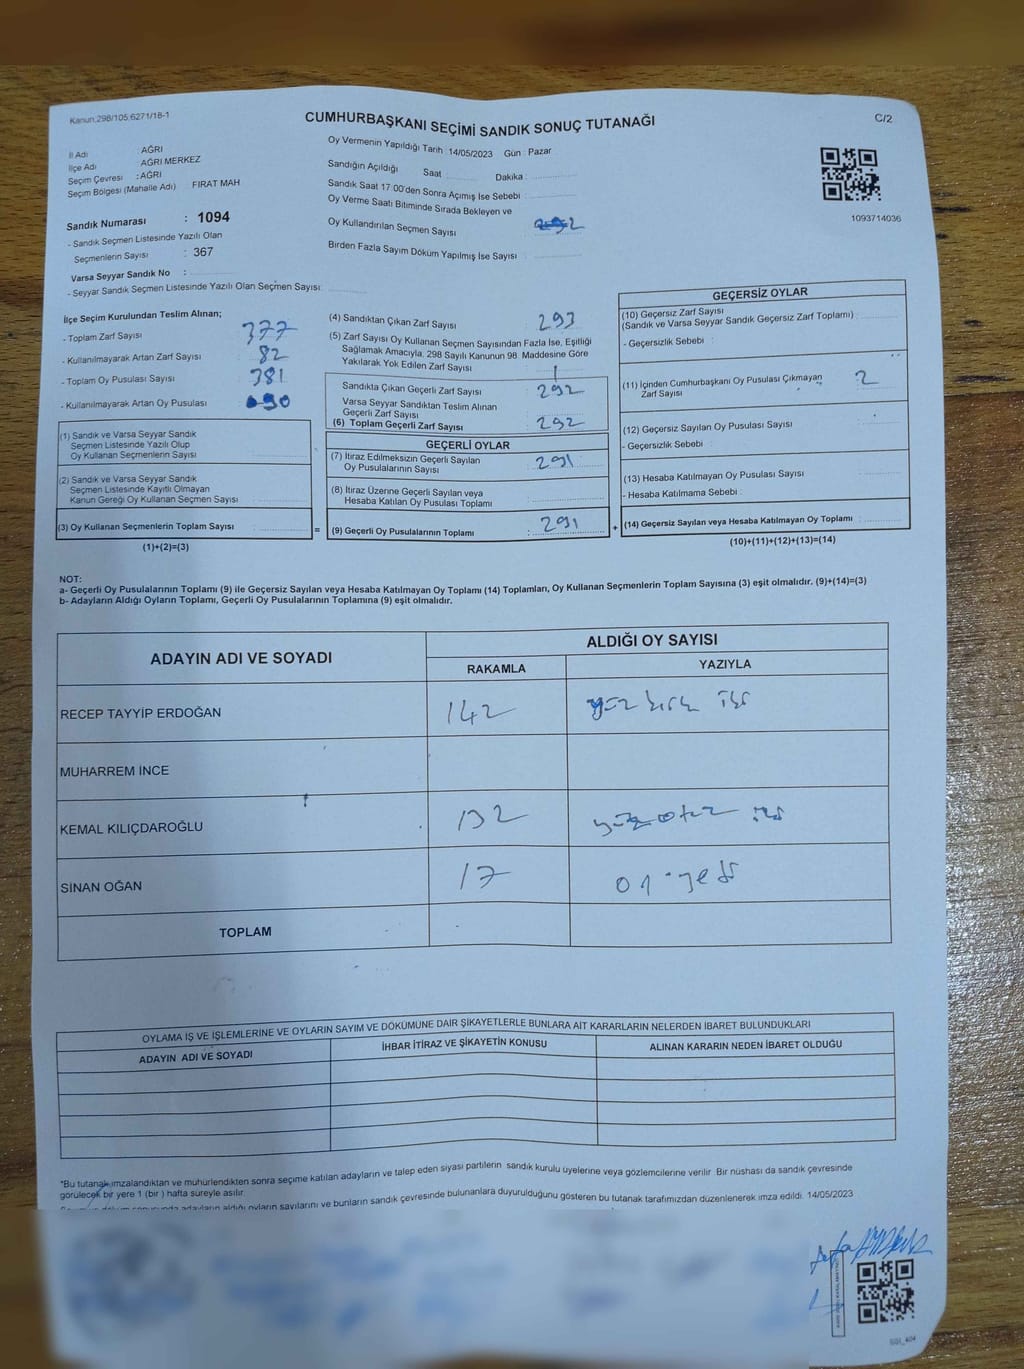 Kanun.298/105;6271/18-1
CUMHURBAŞKANI SEÇİMİ SANDIK SONUÇ TUTANAĞI
C/2
İl Adı : AĞRI
İlçe Adı : AĞRI MERKEZ
Seçim Çevresi : AĞRI
Seçim Bölgesi (Mahalle Adı) FIRAT MAH
Sandık Numarası : 1094
- Sandık Seçmen Listesinde Yazılı Olan
Seçmenlerin Sayısı : 367
Varsa Seyyar Sandık No :
- Seyyar Sandık Seçmen Listesinde Yazılı Olan Seçmen Sayısı:
Oy Vermenin Yapıldığı Tarih 14/05/2023 Gün : Pazar
Sandığın Açıldığı Saat Dakika :
Sandık Saat 17:00'den Sonra Açımış İse Sebebi :
Oy Verme Saati Bitiminde Sırada Bekleyen ve
Oy Kullandırılan Seçmen Sayısı
Birden Fazla Sayım Döküm Yapılmış İse Sayısı :
1093714036
İlçe Seçim Kurulundan Teslim Alınan;
- Toplam Zarf Sayısı 377
- Kullanılmayarak Artan Zarf Sayısı 82
- Toplam Oy Pusulası Sayısı 381
- Kullanılmayarak Artan Oy Pusulası 90
(1) Sandık ve Varsa Seyyar Sandık
Seçmen Listesinde Yazılı Olup
Oy Kullanan Seçmenlerin Sayısı :
(2) Sandık ve Varsa Seyyar Sandık
Seçmen Listesinde Kayıtlı Olmayan
Kanun Gereği Oy Kullanan Seçmen Sayısı :
(3) Oy Kullanan Seçmenlerin Toplam Sayısı :
(1)+(2)=(3)
(4) Sandıktan Çıkan Zarf Sayısı 293
(5) Zarf Sayısı Oy Kullanan Seçmen Sayısından Fazla İse, Eşitliği
Sağlamak Amacıyla, 298 Sayılı Kanunun 98. Maddesine Göre
Yakılarak Yok Edilen Zarf Sayısı : 1
Sandıkta Çıkan Geçerli Zarf Sayısı : 292
Varsa Seyyar Sandıktan Teslim Alınan
Geçerli Zarf Sayısı :
(6) Toplam Geçerli Zarf Sayısı : 292
=
GEÇERLİ OYLAR
(7) İtiraz Edilmeksizin Geçerli Sayılan
Oy Pusulalarının Sayısı : 291
(8) İtiraz Üzerine Geçerli Sayılan veya
Hesaba Katılan Oy Pusulası Toplamı :
(9) Geçerli Oy Pusulalarının Toplamı : 291
+
GEÇERSİZ OYLAR
(10) Geçersiz Zarf Sayısı
(Sandık ve Varsa Seyyar Sandık Geçersiz Zarf Toplamı) :
- Geçersizlik Sebebi :
(11) İçinden Cumhurbaşkanı Oy Pusulası Çıkmayan
Zarf Sayısı : 2
(12) Geçersiz Sayılan Oy Pusulası Sayısı :
- Geçersizlik Sebebi :
(13) Hesaba Katılmayan Oy Pusulası Sayısı :
- Hesaba Katılmama Sebebi :
(14) Geçersiz Sayılan veya Hesaba Katılmayan Oy Toplamı :
(10)+(11)+(12)+(13)=(14)
NOT:
a- Geçerli Oy Pusulalarının Toplamı (9) ile Geçersiz Sayılan veya Hesaba Katılmayan Oy Toplamı (14) Toplamları, Oy Kullanan Seçmenlerin Toplam Sayısına (3) eşit olmalıdır. (9)+(14)=(3)
b- Adayların Aldığı Oyların Toplamı, Geçerli Oy Pusulalarının Toplamına (9) eşit olmalıdır.
ADAYIN ADI VE SOYADI
ALDIĞI OY SAYISI
RAKAMLA YAZIYLA
RECEP TAYYİP ERDOĞAN 142 yüz kırk iki
MUHARREM İNCE
KEMAL KILIÇDAROĞLU 132 yüz otuz iki
SİNAN OĞAN 17 on yedi
TOPLAM
OYLAMA İŞ VE İŞLEMLERİNE VE OYLARIN SAYIM VE DÖKÜMÜNE DAİR ŞİKAYETLERLE BUNLARA AİT KARARLARIN NELERDEN İBARET BULUNDUKLARI
ADAYIN ADI VE SOYADI İHBAR İTİRAZ VE ŞİKAYETİN KONUSU ALINAN KARARIN NEDEN İBARET OLDUĞU
*Bu tutanak imzalandıktan ve mühürlendikten sonra seçime katılan adayların ve talep eden siyasi partilerin sandık kurulu üyelerine veya gözlemcilerine verilir. Bir nüshası da sandık çevresinde
görülecek bir yere 1 (bir ) hafta süreyle asılır.
sonucunda adayların aldığı oyların sayılarını ve bunların sandık çevresinde bulunanlara duyurulduğunu gösteren bu tutanak tarafımızdan düzenlenerek imza edildi. 14/05/2023